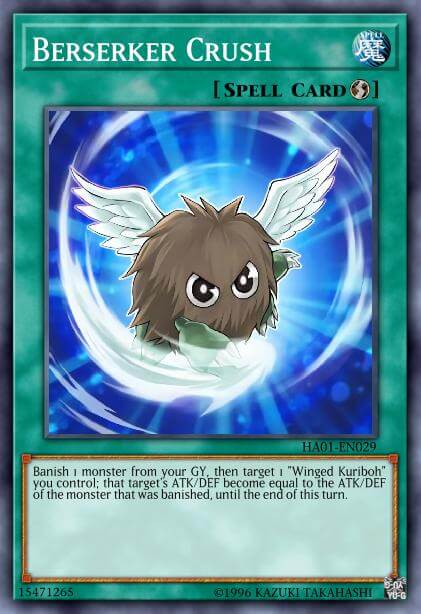 BERSERKER CRUSH
SPELL
魔
[SPELL CARD]
HA01-EN029
Banish 1 monster from your GY, then target 1 "Winged Kuriboh"
you control; that target's ATK/DEF become equal to the ATK/DEF
of the monster that was banished, until the end of this turn.
15471265
©1996 KAZUKI TAKAHASHI